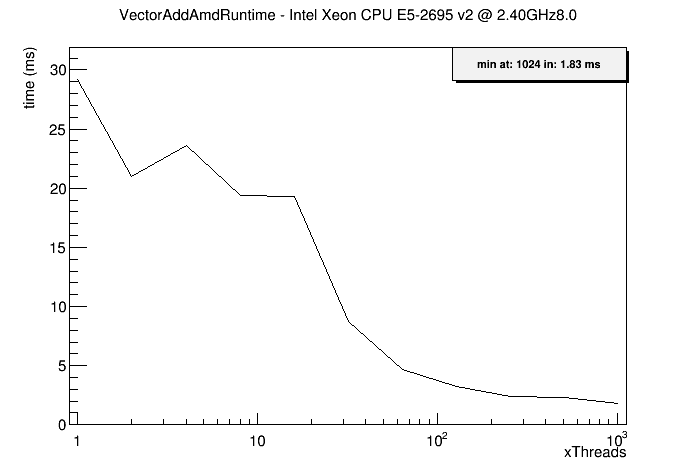 VectorAddAmdRuntime - Intel Xeon CPU E5-2695 v2 @ 2.40GHz8.0
min at: 1024 in: 1.83 ms
time (ms)
30
25
20
15
10
5
0
1 10 10² 10³
xThreads